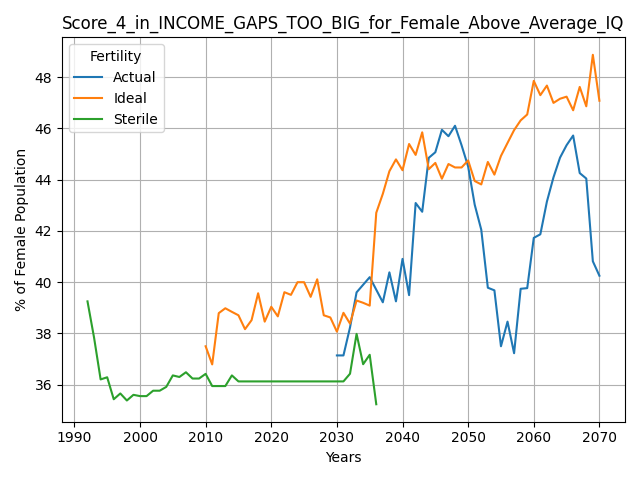 Score_4_in_INCOME_GAPS_TOO_BIG_for_Female_Above_Average_IQ
Fertility
Actual
Ideal
Sterile
% of Female Population
48
46
44
42
40
38
36
1990
2000
2010
2020
2030
2040
2050
2060
2070
Years